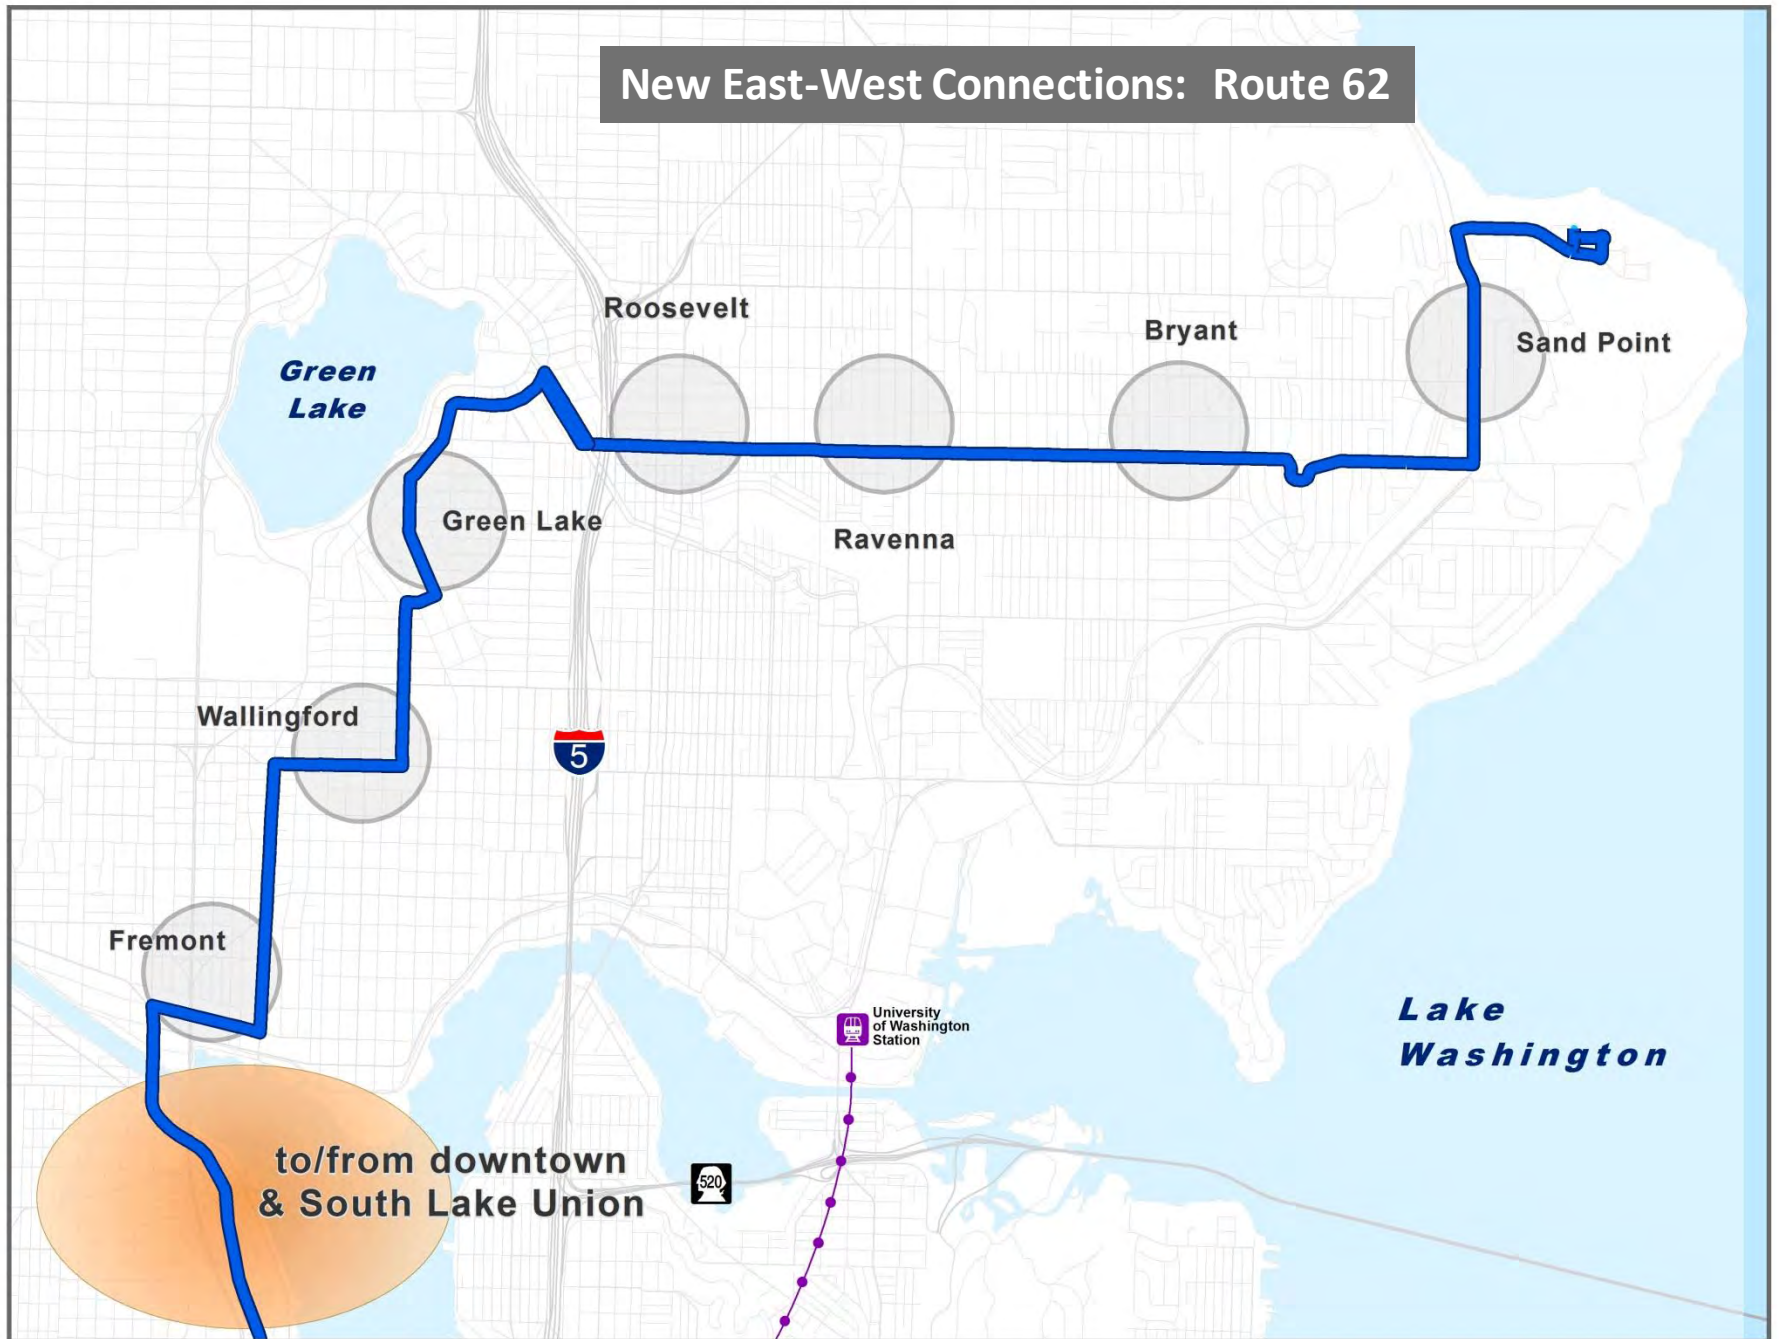 New East-West Connections: Route 62
Roosevelt
Bryant
Sand Point
Green
Lake
Green Lake
Ravenna
Wallingford
5
Fremont
University
of Washington
Station
Lake
Washington
to/from downtown
& South Lake Union
520